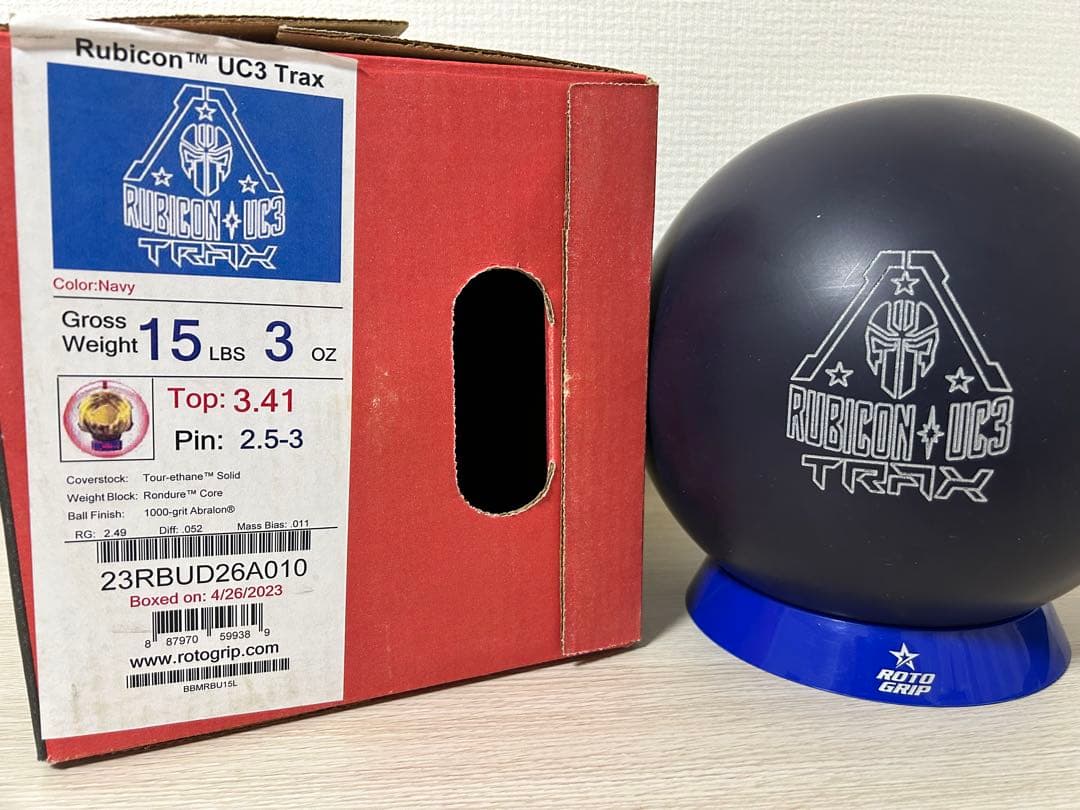 Rubicon™ UC3 Trax
RUBICON UC3
TRAX
Color:Navy
Gross Weight 15 LBS 3 OZ
Top: 3.41
Pin: 2.5-3
Coverstock: Tour-ethane™ Solid
Weight Block: Rondure™ Core
Ball Finish: 1000-grit Abralon®
RG: 2.49 Diff: .052 Mass Bias: .011
23RBUD26A010
Boxed on: 4/26/2023
8 87970 59938 9
www.rotogrip.com
BBMRBU15L
RUBICON UC3
TRAX
ROTO
GRIP